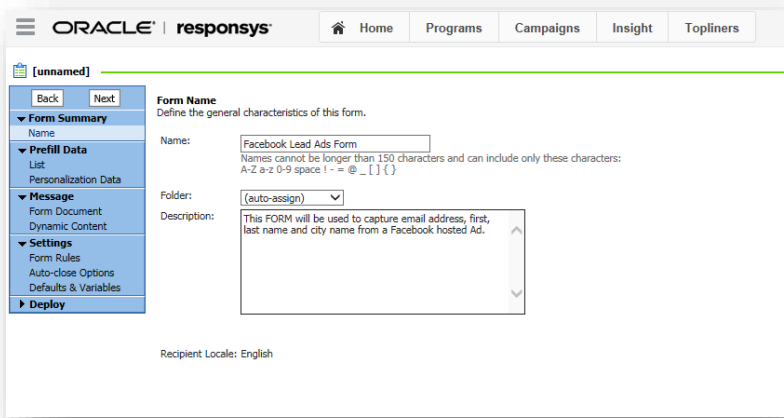 ORACLE | responsys
Home Programs Campaigns Insight Topliners
[unnamed]
Back Next
Form Summary
Name
Prefill Data
List
Personalization Data
Message
Form Document
Dynamic Content
Settings
Form Rules
Auto-close Options
Defaults & Variables
Deploy
Form Name
Define the general characteristics of this form.
Name: Facebook Lead Ads Form
Names cannot be longer than 150 characters and can include only these characters:
A-Z a-z 0-9 space ! - = @ _ [ ] { }
Folder: (auto-assign)
Description: This FORM will be used to capture email address, first,
last name and city name from a Facebook hosted Ad.
Recipient Locale: English